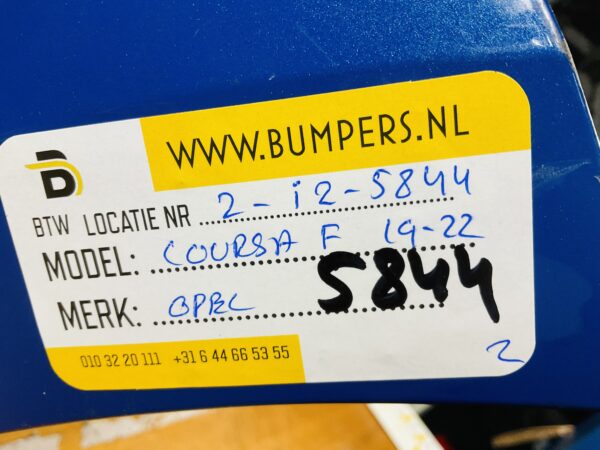 WWW.BUMPERS.NL
B
BTW LOCATIE NR 2-i2-5844
MODEL: COURSA F 19-22
MERK: OPEL 5844
010 32 20 111 +31 6 44 66 53 55
2